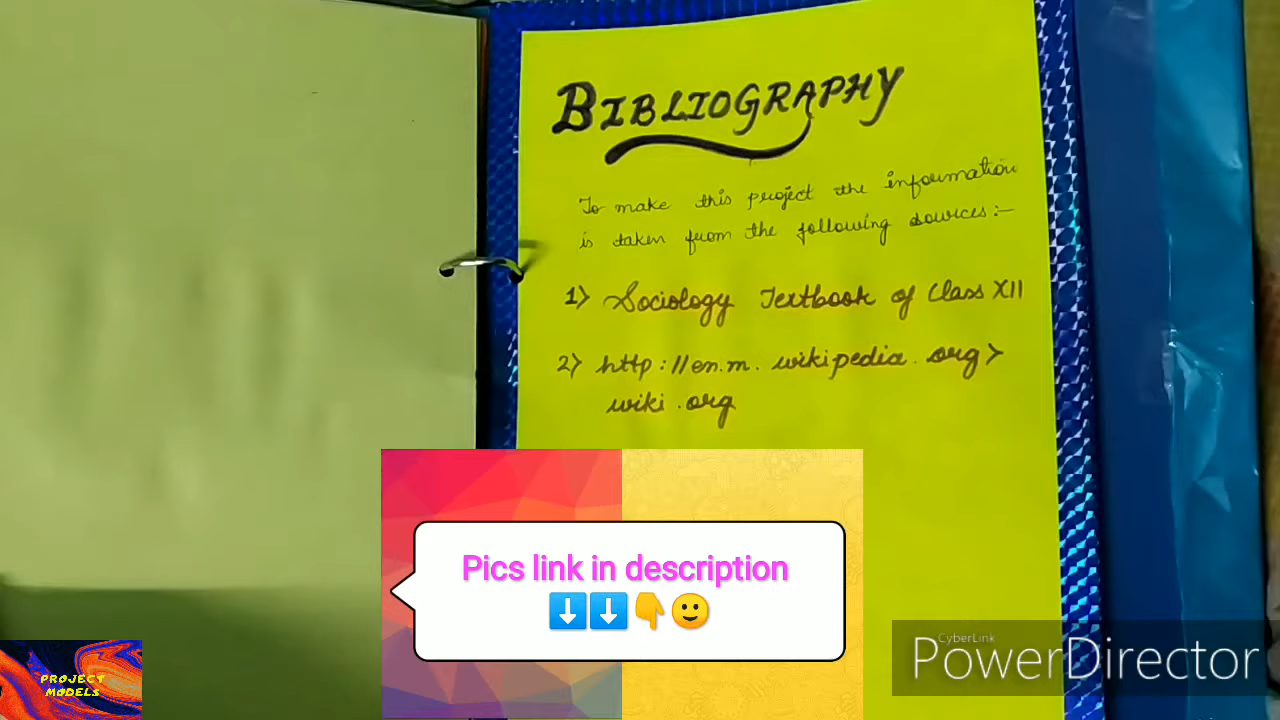 BIBLIOGRAPHY
To make this project the information
is taken from the following sources:-
1) Sociology Textbook of Class XII
2) http://en.m.wikipedia.org>
wiki.org
Pics link in description
⬇️⬇️👇🙂
PROJECT
MODELS
CyberLink
PowerDirector